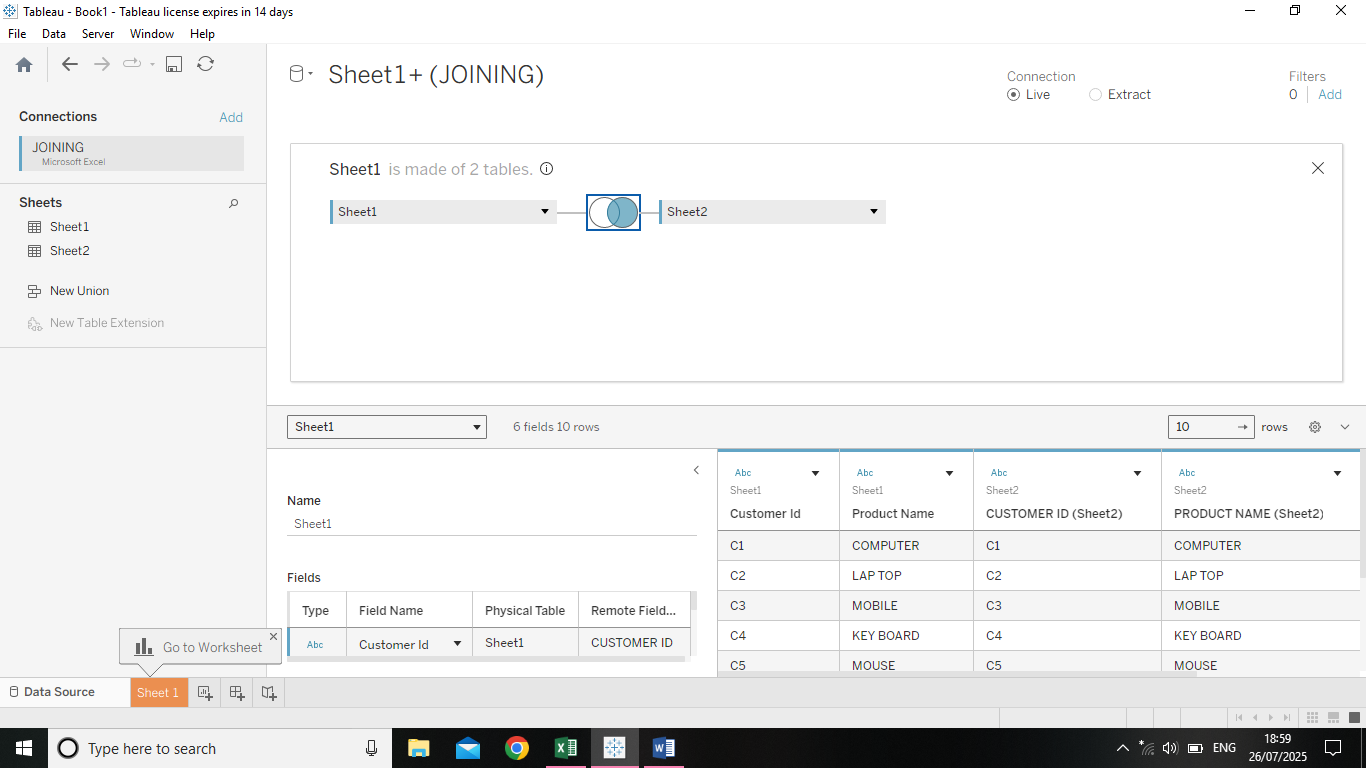 Tableau - Book1 - Tableau license expires in 14 days
File Data Server Window Help
Connections Add
JOINING
Microsoft Excel
Sheets
Sheet1
Sheet2
New Union
New Table Extension
Sheet1+ (JOINING)
Connection
Live Extract
Filters
0 Add
Sheet1 is made of 2 tables.
Sheet1 Sheet2
Sheet1 6 fields 10 rows 10 rows
Name
Sheet1
Fields
Type Field Name Physical Table Remote Field...
Abc Customer Id Sheet1 CUSTOMER ID
Abc Abc Abc Abc
Sheet1 Sheet1 Sheet2 Sheet2
Customer Id Product Name CUSTOMER ID (Sheet2) PRODUCT NAME (Sheet2)
C1 COMPUTER C1 COMPUTER
C2 LAP TOP C2 LAP TOP
C3 MOBILE C3 MOBILE
C4 KEY BOARD C4 KEY BOARD
C5 MOUSE C5 MOUSE
Go to Worksheet
Data Source Sheet 1
Type here to search
ENG
18:59
26/07/2025